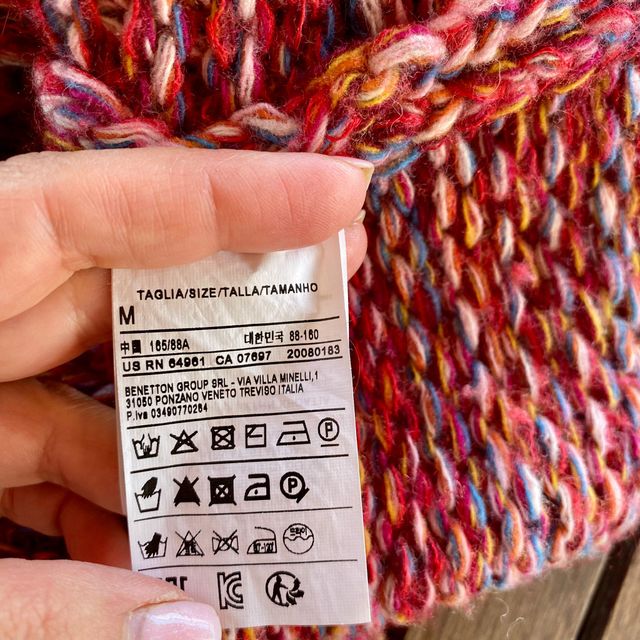 TAGLIA/SIZE/TALLA/TAMANHO
M
中國 165/88A 대한민국 88-160
US RN 64961 CA 07697 20080183
BENETTON GROUP SRL - VIA VILLA MINELLI,1
31050 PONZANO VENETO TREVISO ITALIA
P.iva 03490770264
P
P